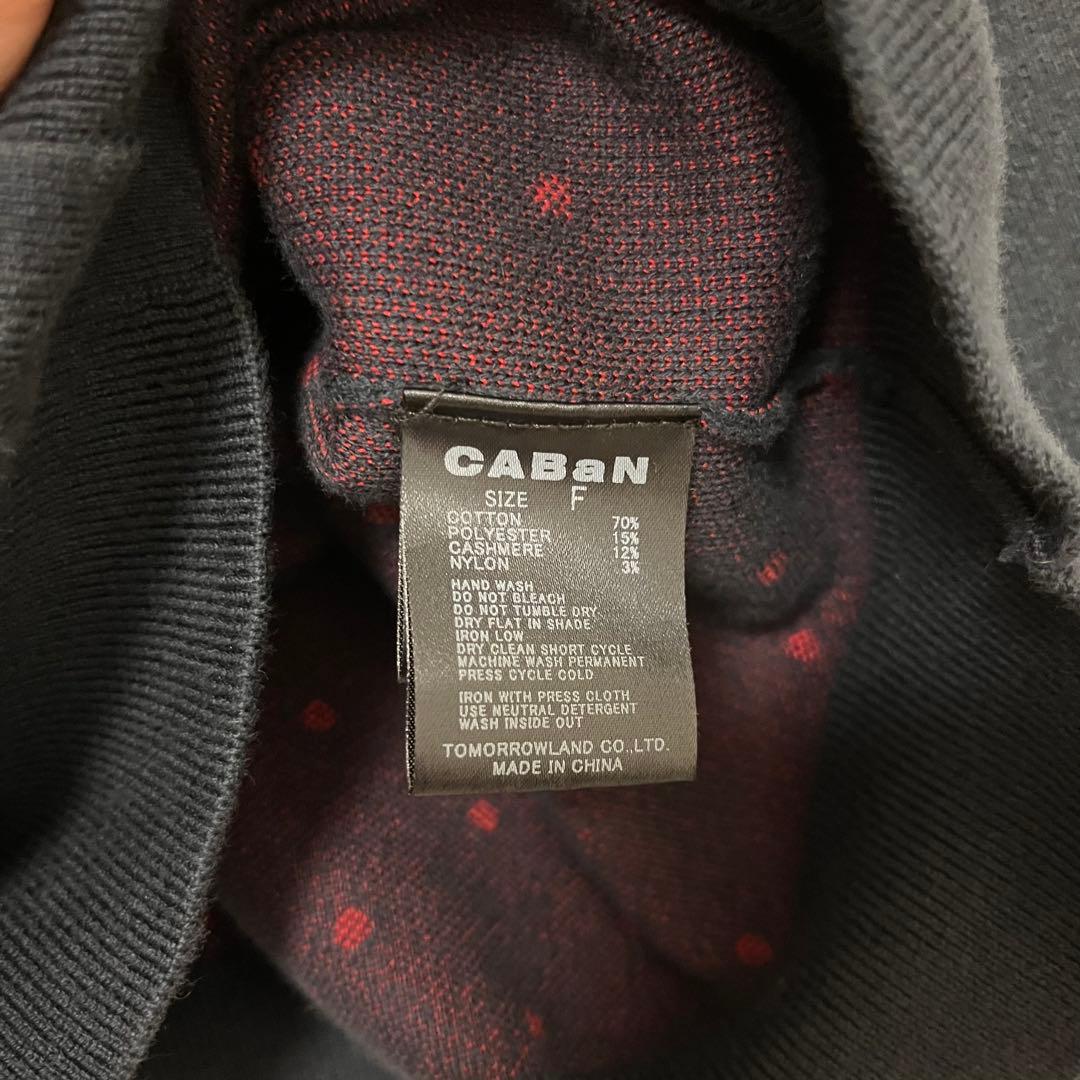 CABaN
SIZE F
COTTON 70%
POLYESTER 15%
CASHMERE 12%
NYLON 3%
HAND WASH
DO NOT BLEACH
DO NOT TUMBLE DRY
DRY FLAT IN SHADE
IRON LOW
DRY CLEAN SHORT CYCLE
MACHINE WASH PERMANENT
PRESS CYCLE COLD
IRON WITH PRESS CLOTH
USE NEUTRAL DETERGENT
WASH INSIDE OUT
TOMORROWLAND CO.,LTD.
MADE IN CHINA